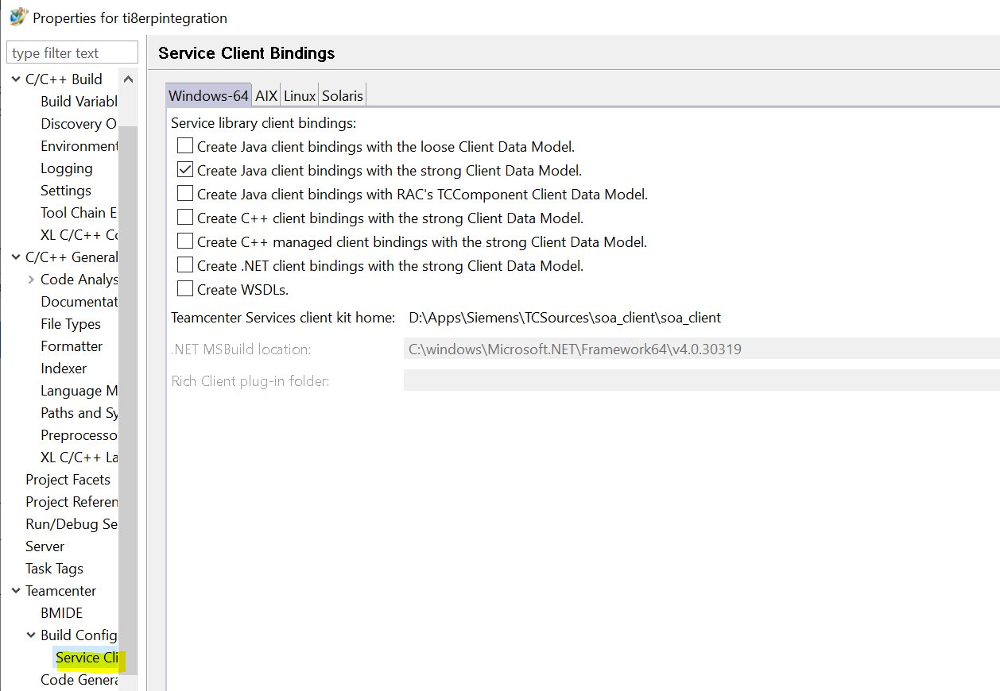 Properties for ti8erpintegration
type filter text
C/C++ Build
Build Variabl
Discovery O
Environment
Logging
Settings
Tool Chain E
XL C/C++ Co
C/C++ General
Code Analys
Documentat
File Types
Formatter
Indexer
Language M
Paths and Sy
Preprocesso
XL C/C++ La
Project Facets
Project Referen
Run/Debug Se
Server
Task Tags
Teamcenter
BMIDE
Build Config
Service Cli
Code Genera
Service Client Bindings
Windows-64 AIX Linux Solaris
Service library client bindings:
Create Java client bindings with the loose Client Data Model.
Create Java client bindings with the strong Client Data Model.
Create Java client bindings with RAC's TCComponent Client Data Model.
Create C++ client bindings with the strong Client Data Model.
Create C++ managed client bindings with the strong Client Data Model.
Create .NET client bindings with the strong Client Data Model.
Create WSDLs.
Teamcenter Services client kit home: D:\Apps\Siemens\TCSources\soa_client\soa_client
.NET MSBuild location: C:\windows\Microsoft.NET\Framework64\v4.0.30319
Rich Client plug-in folder: